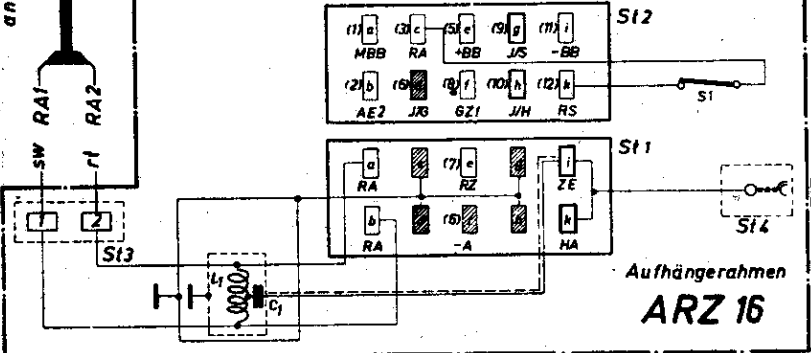 an
RA1
RA2
sw
rt
1
2
St3
St2
(1) a
(3) c
(5) e
(9) g
(11) i
MBB
RA
+BB
J/S
-BB
(2) b
(6)
(8) f
(10) h
(12) k
AE2
J/G
GZ1
J/H
RS
S1
St1
a
(7) e
i
RA
RZ
ZE
b
(6)
k
RA
-A
HA
St4
L1
C1
Aufhängerahmen
ARZ 16